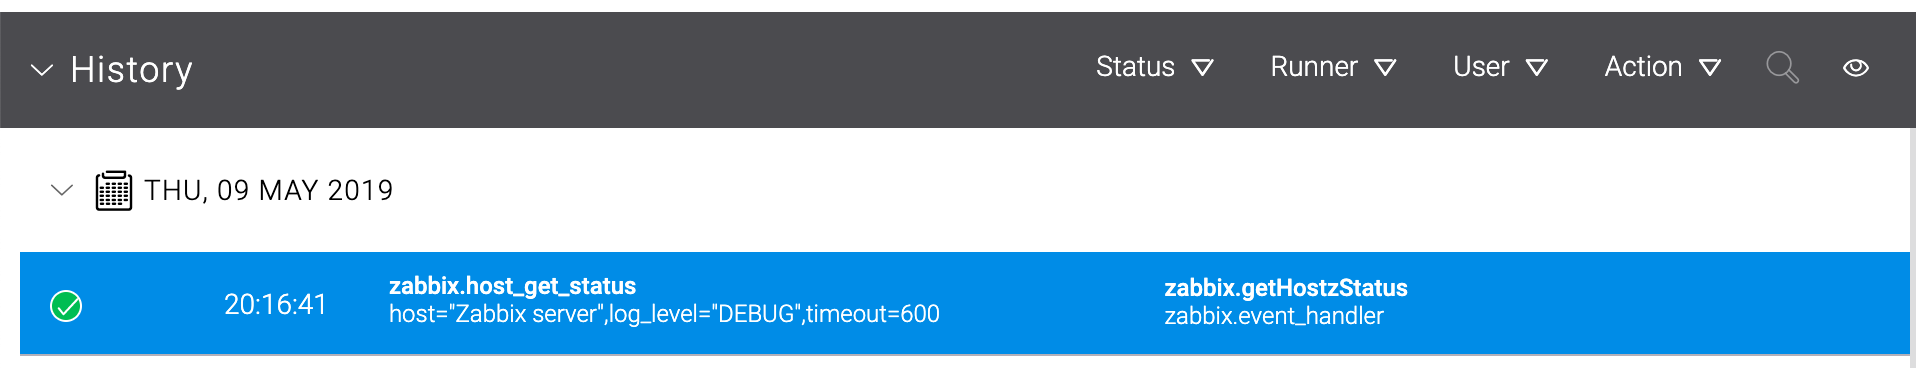 History
Status Runner User Action
THU, 09 MAY 2019
20:16:41
zabbix.host_get_status
host="Zabbix server",log_level="DEBUG",timeout=600
zabbix.getHostzStatus
zabbix.event_handler